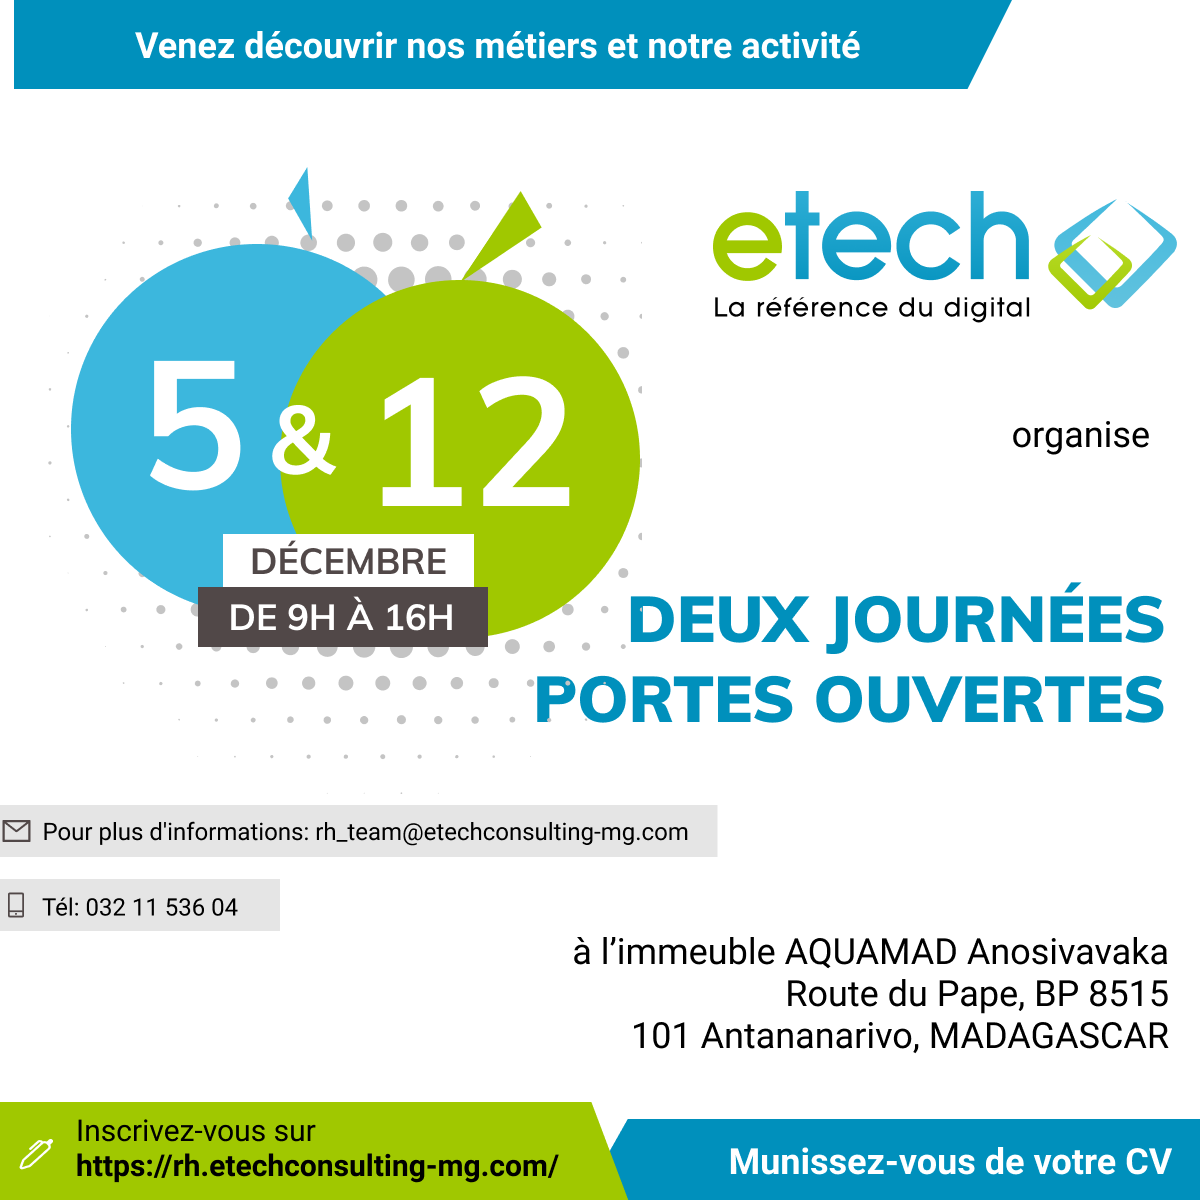 Venez découvrir nos métiers et notre activité
etech
La référence du digital
5 & 12
DÉCEMBRE
DE 9H À 16H
organise
DEUX JOURNÉES
PORTES OUVERTES
Pour plus d'informations: rh_team@etechconsulting-mg.com
Tél: 032 11 536 04
à l’immeuble AQUAMAD Anosivavaka
Route du Pape, BP 8515
101 Antananarivo, MADAGASCAR
Inscrivez-vous sur
https://rh.etechconsulting-mg.com/
Munissez-vous de votre CV